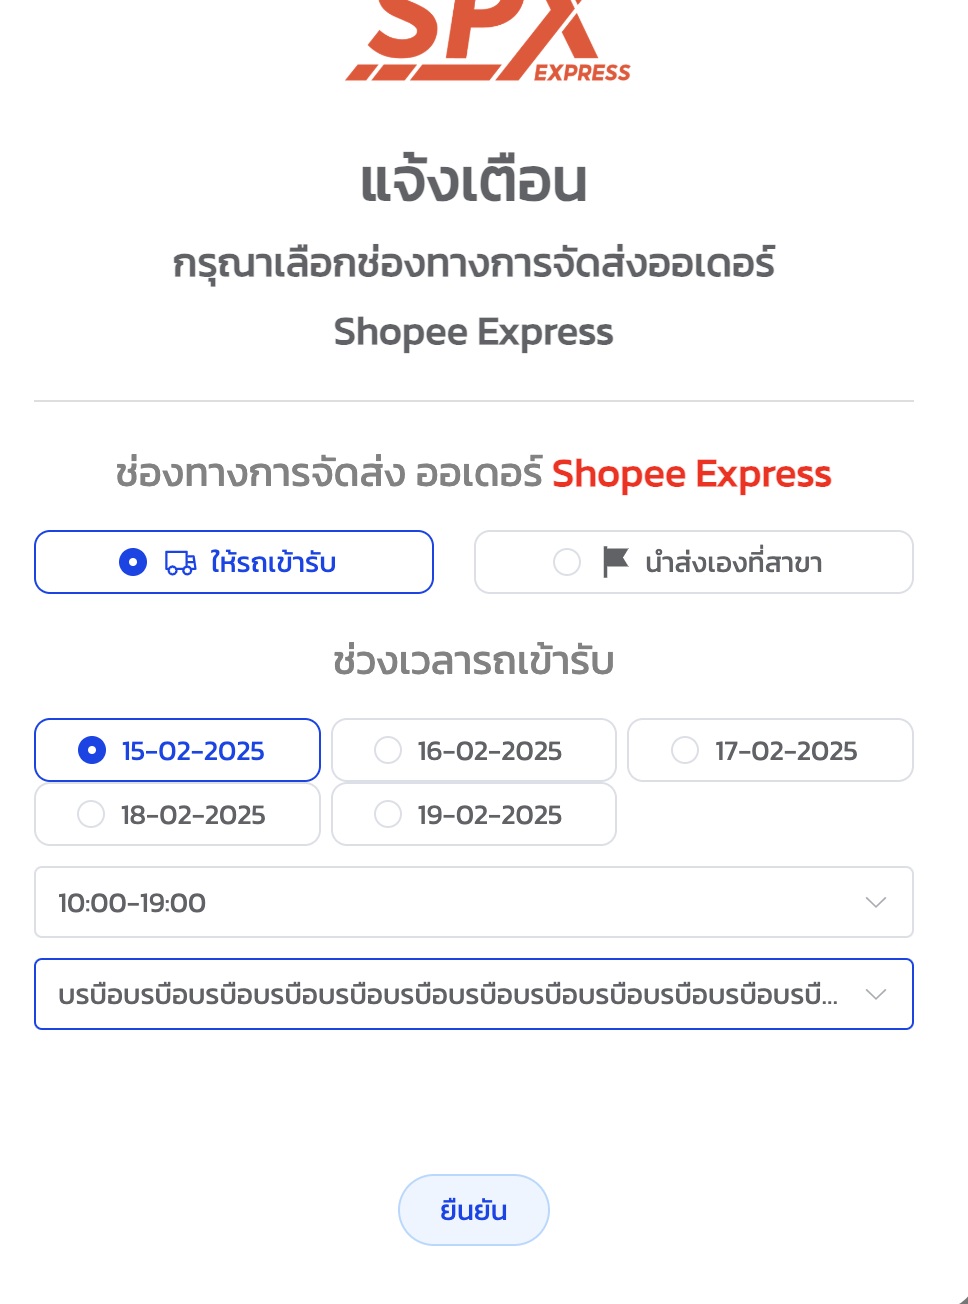 SPX
EXPRESS
แจ้งเตือน
กรุณาเลือกช่องทางการจัดส่งออเดอร์
Shopee Express
ช่องทางการจัดส่ง ออเดอร์ Shopee Express
ให้รถเข้ารับ นำส่งเองที่สาขา
ช่วงเวลารถเข้ารับ
15-02-2025 16-02-2025 17-02-2025
18-02-2025 19-02-2025
10:00-19:00
บรบือบรบือบรบือบรบือบรบือบรบือบรบือบรบือบรบือบรบือบรบือบรบื...
ยืนยัน